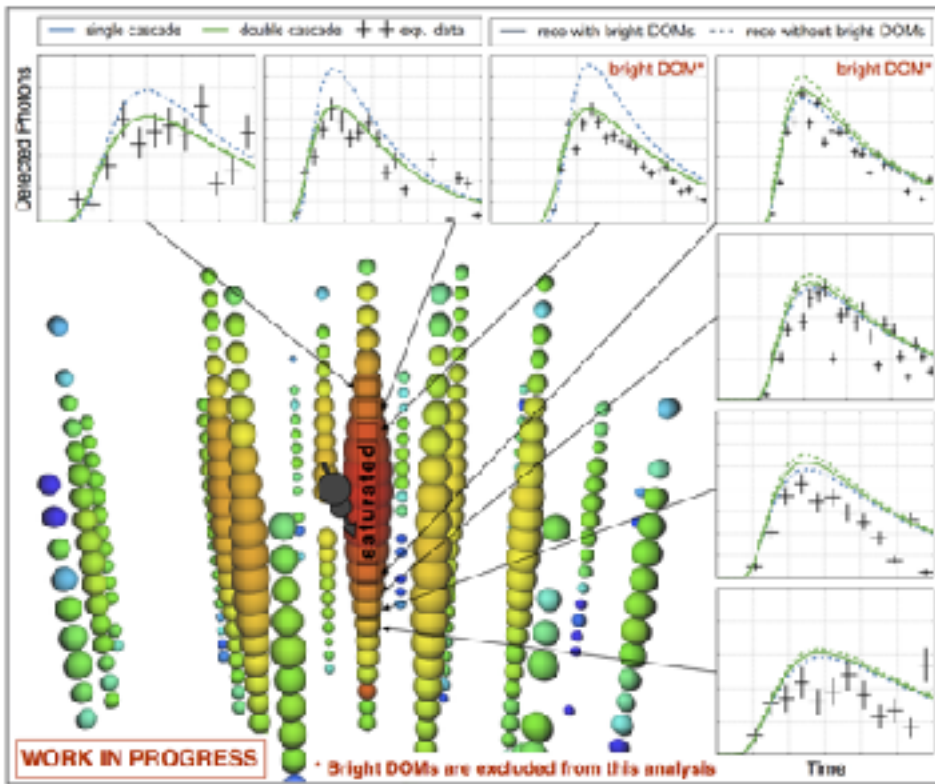 single cascade double cascade exp. data reco with bright DOMs reco without bright DOMs
Detected Photons
bright DOM*
bright DOM*
saturated
WORK IN PROGRESS
* Bright DOMs are excluded from this analysis
Time